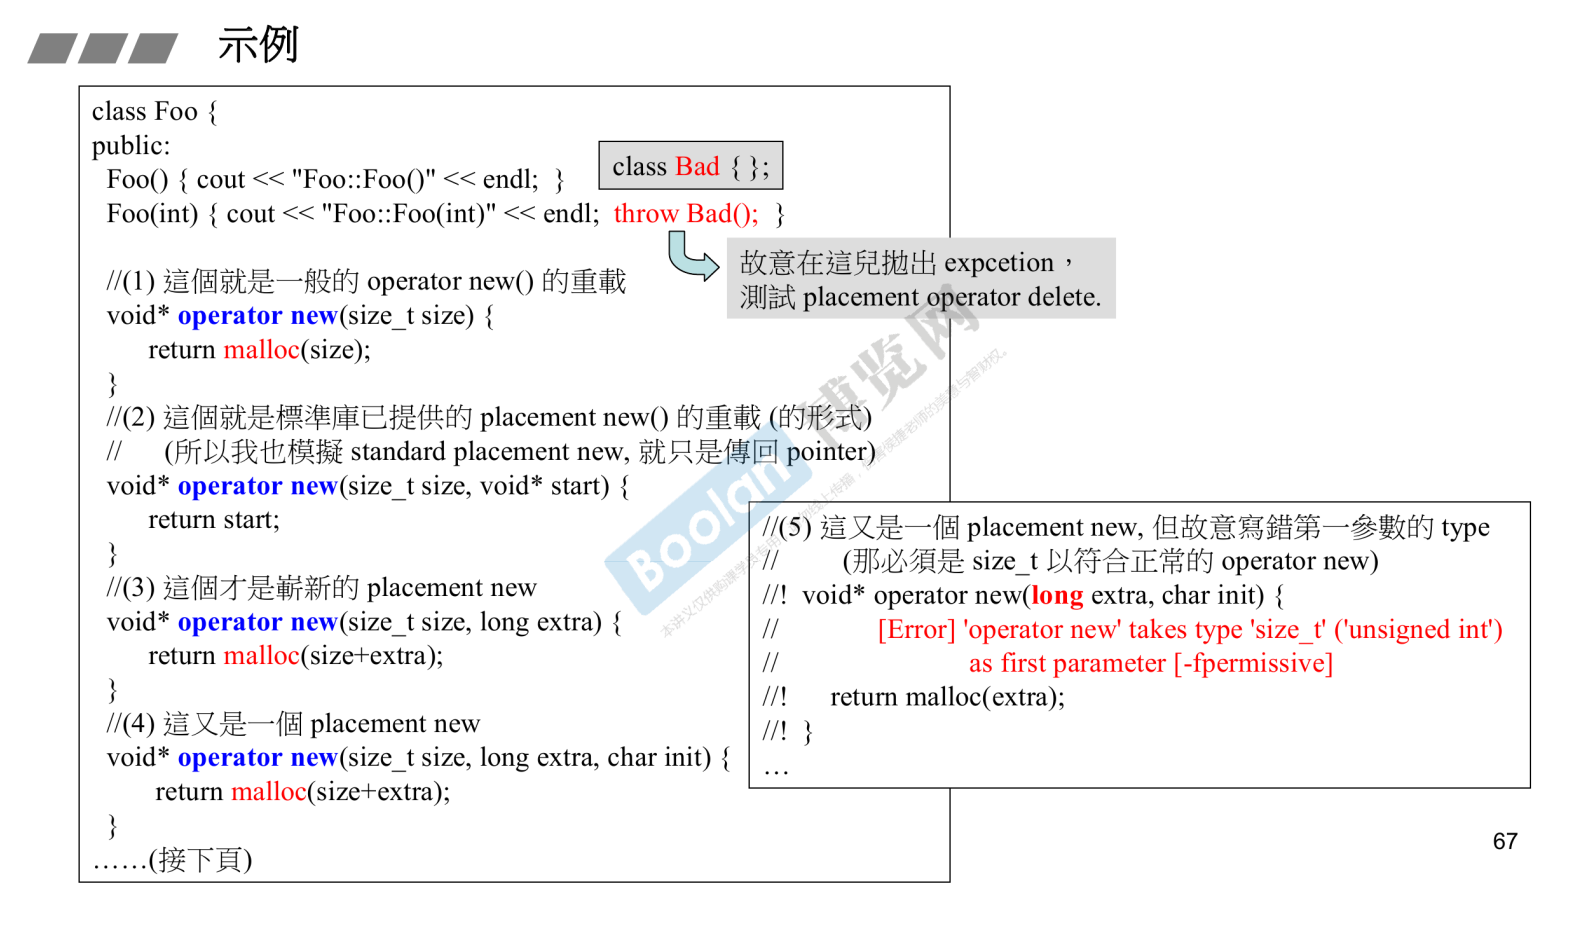 示例
class Foo {
public:
Foo() { cout << "Foo::Foo()" << endl; }
class Bad { };
Foo(int) { cout << "Foo::Foo(int)" << endl; throw Bad(); }
故意在這兒拋出 expcetion，
測試 placement operator delete.
//(1) 這個就是一般的 operator new() 的重載
void* operator new(size_t size) {
return malloc(size);
}
//(2) 這個就是標準庫已提供的 placement new() 的重載 (的形式)
// (所以我也模擬 standard placement new, 就只是傳回 pointer)
void* operator new(size_t size, void* start) {
return start;
}
//(3) 這個才是嶄新的 placement new
void* operator new(size_t size, long extra) {
return malloc(size+extra);
}
//(4) 這又是一個 placement new
void* operator new(size_t size, long extra, char init) {
return malloc(size+extra);
}
……(接下頁)
//(5) 這又是一個 placement new, 但故意寫錯第一參數的 type
// (那必須是 size_t 以符合正常的 operator new)
//! void* operator new(long extra, char init) {
// [Error] 'operator new' takes type 'size_t' ('unsigned int')
// as first parameter [-fpermissive]
//! return malloc(extra);
//! }
…
Boolan 博览网
67